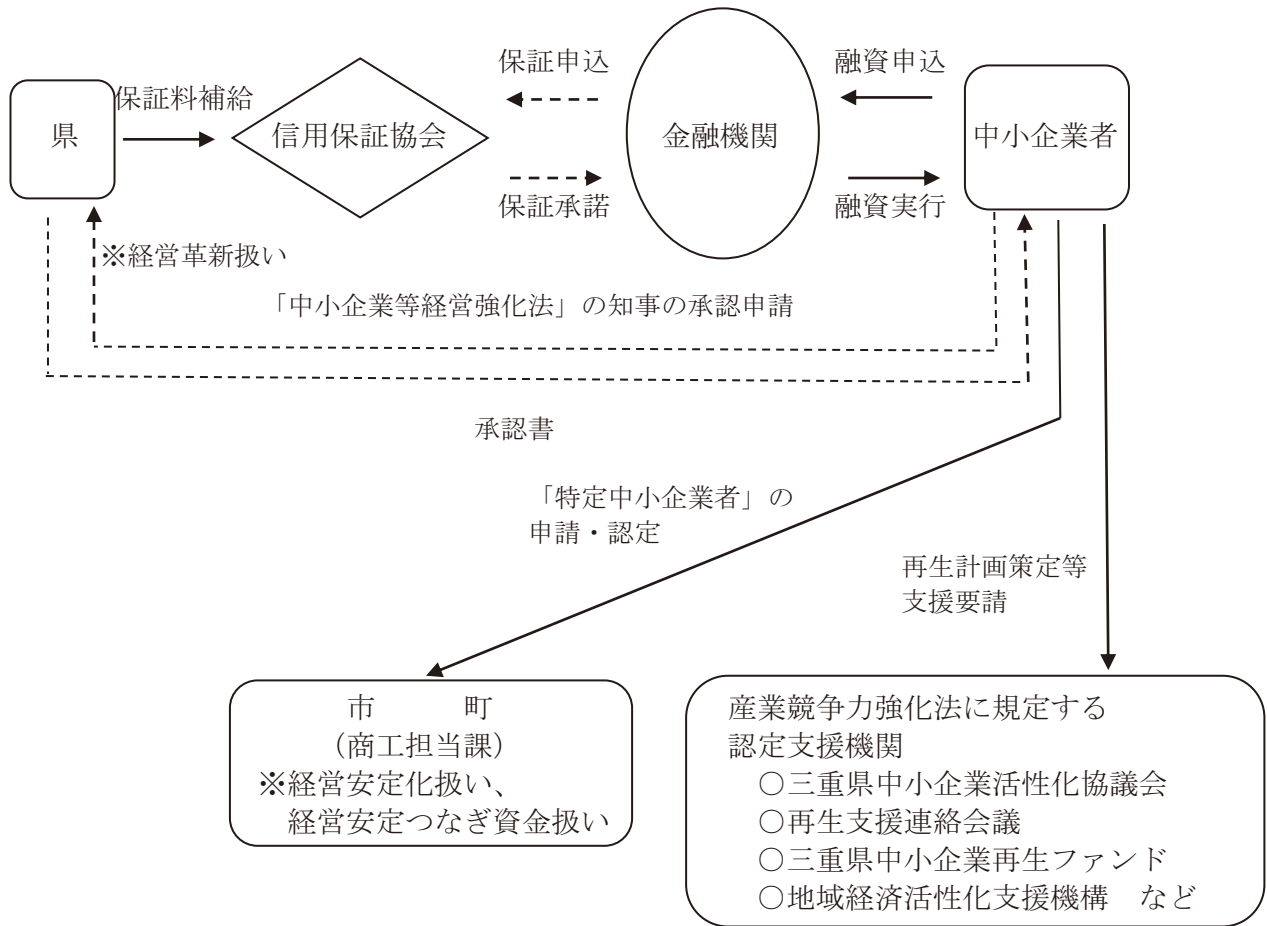 保証申込
融資申込
県
保証料補給
信用保証協会
金融機関
中小企業者
保証承諾
融資実行
※経営革新扱い
「中小企業等経営強化法」の知事の承認申請
承認書
「特定中小企業者」の
申請・認定
再生計画策定等
支援要請
市　　　町
（商工担当課）
※経営安定化扱い、
経営安定つなぎ資金扱い
産業競争力強化法に規定する
認定支援機関
○三重県中小企業活性化協議会
○再生支援連絡会議
○三重県中小企業再生ファンド
○地域経済活性化支援機構　など